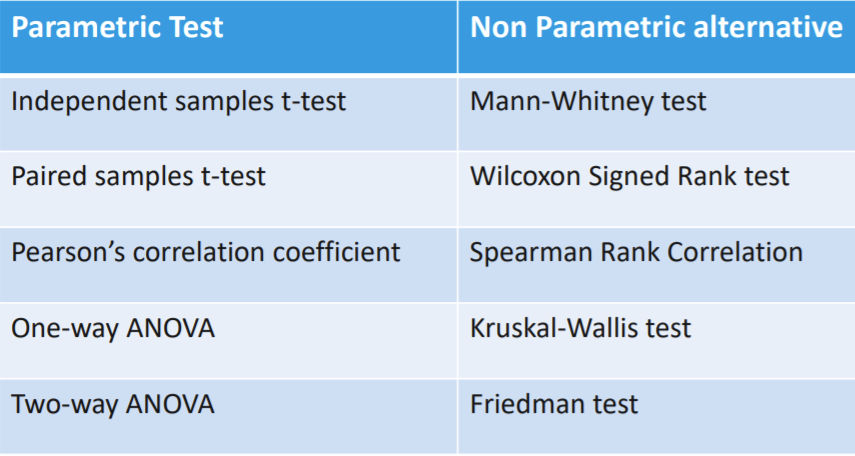 Parametric Test Non Parametric alternative
Independent samples t-test Mann-Whitney test
Paired samples t-test Wilcoxon Signed Rank test
Pearson’s correlation coefficient Spearman Rank Correlation
One-way ANOVA Kruskal-Wallis test
Two-way ANOVA Friedman test